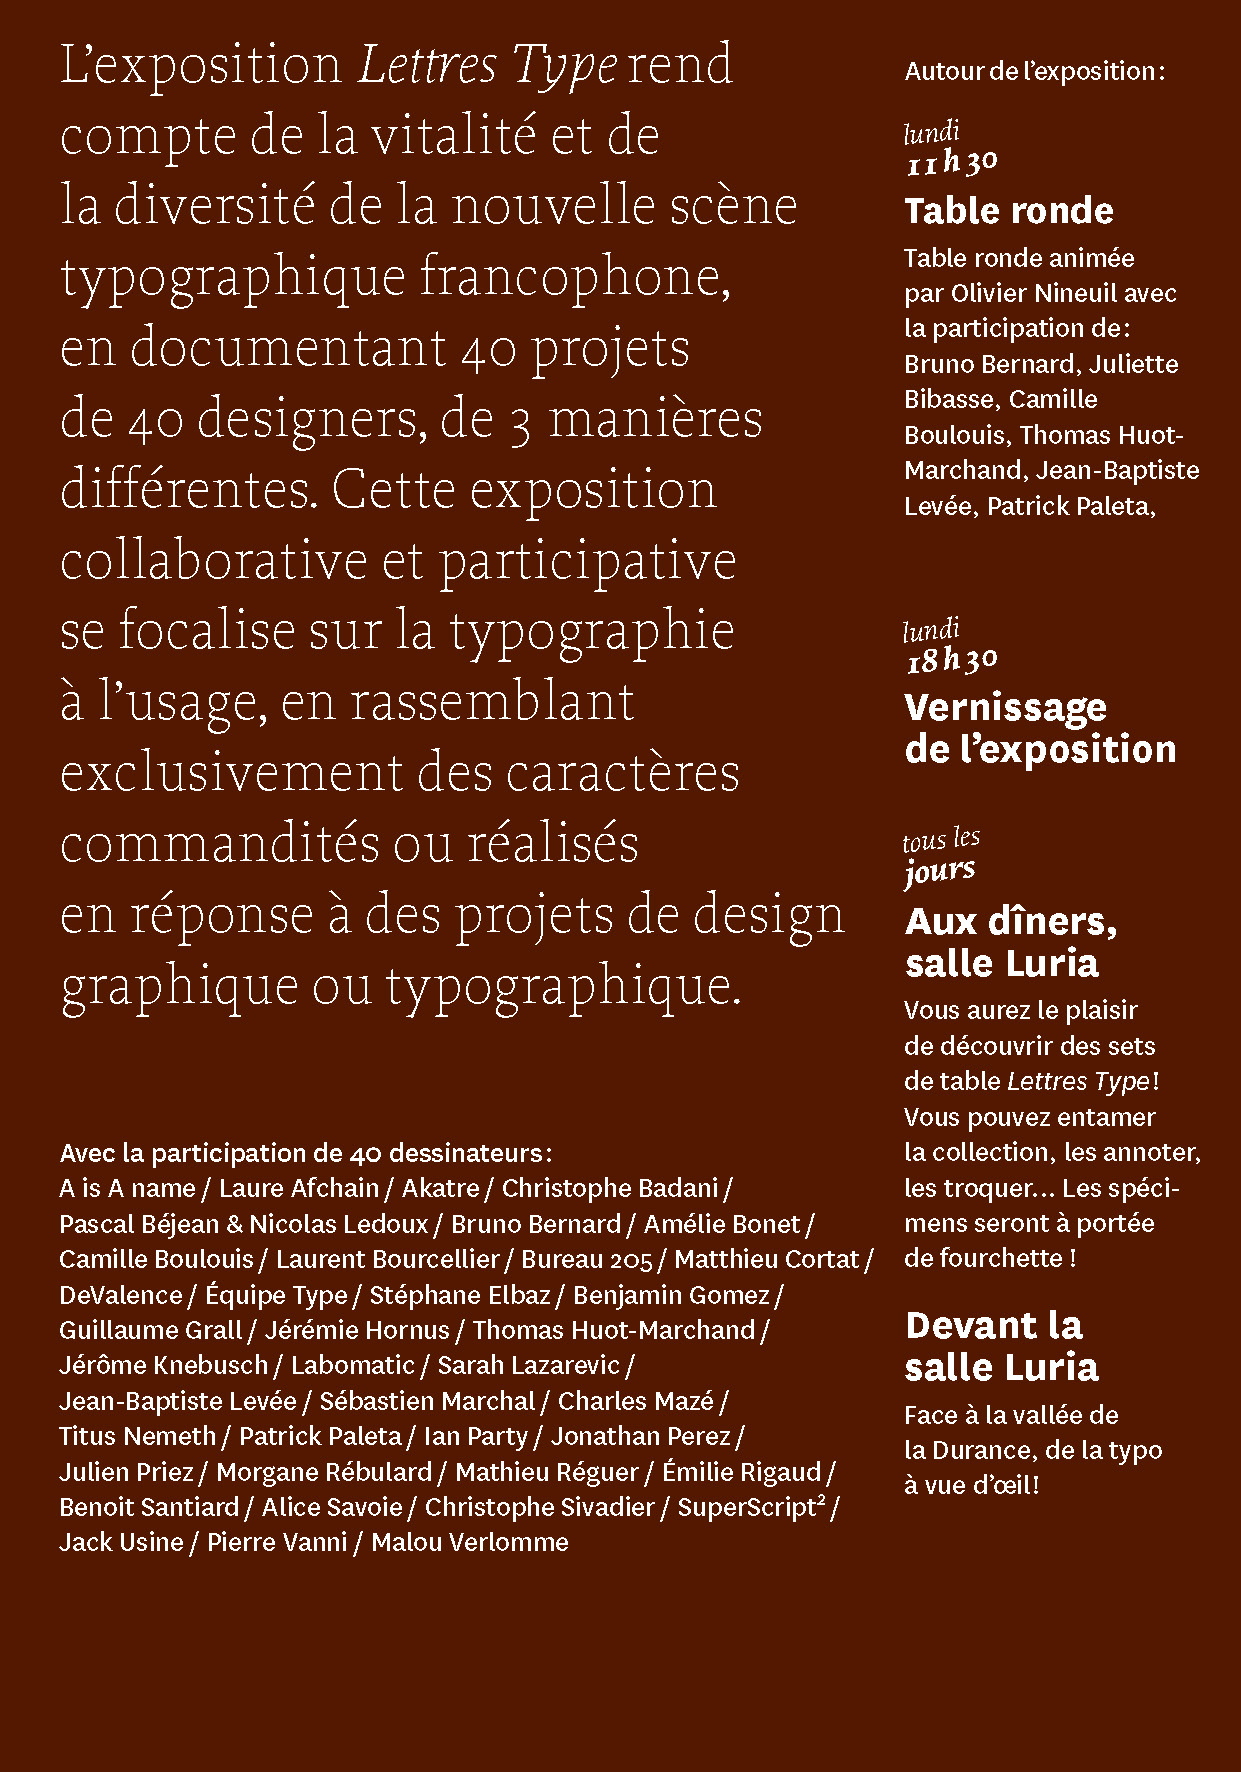 L’exposition Lettres Type rend
compte de la vitalité et de
la diversité de la nouvelle scène
typographique francophone,
en documentant 40 projets
de 40 designers, de 3 manières
différentes. Cette exposition
collaborative et participative
se focalise sur la typographie
à l’usage, en rassemblant
exclusivement des caractères
commandités ou réalisés
en réponse à des projets de design
graphique ou typographique.
Avec la participation de 40 dessinateurs :
A is A name / Laure Afchain / Akatre / Christophe Badani /
Pascal Béjean & Nicolas Ledoux / Bruno Bernard / Amélie Bonet /
Camille Boulouis / Laurent Bourcellier / Bureau 205 / Matthieu Cortat /
DeValence / Équipe Type / Stéphane Elbaz / Benjamin Gomez /
Guillaume Grall / Jérémie Hornus / Thomas Huot-Marchand /
Jérôme Knebusch / Labomatic / Sarah Lazarevic /
Jean-Baptiste Levée / Sébastien Marchal / Charles Mazé /
Titus Nemeth / Patrick Paleta / Ian Party / Jonathan Perez /
Julien Priez / Morgane Rébulard / Mathieu Réguer / Émilie Rigaud /
Benoit Santiard / Alice Savoie / Christophe Sivadier / SuperScript² /
Jack Usine / Pierre Vanni / Malou Verlomme
Autour de l’exposition :
lundi
11 h 30
Table ronde
Table ronde animée
par Olivier Nineuil avec
la participation de :
Bruno Bernard, Juliette
Bibasse, Camille
Boulouis, Thomas Huot-
Marchand, Jean-Baptiste
Levée, Patrick Paleta,
lundi
18 h 30
Vernissage
de l’exposition
tous les
jours
Aux dîners,
salle Luria
Vous aurez le plaisir
de découvrir des sets
de table Lettres Type !
Vous pouvez entamer
la collection, les annoter,
les troquer… Les spéci-
mens seront à portée
de fourchette !
Devant la
salle Luria
Face à la vallée de
la Durance, de la typo
à vue d’œil !